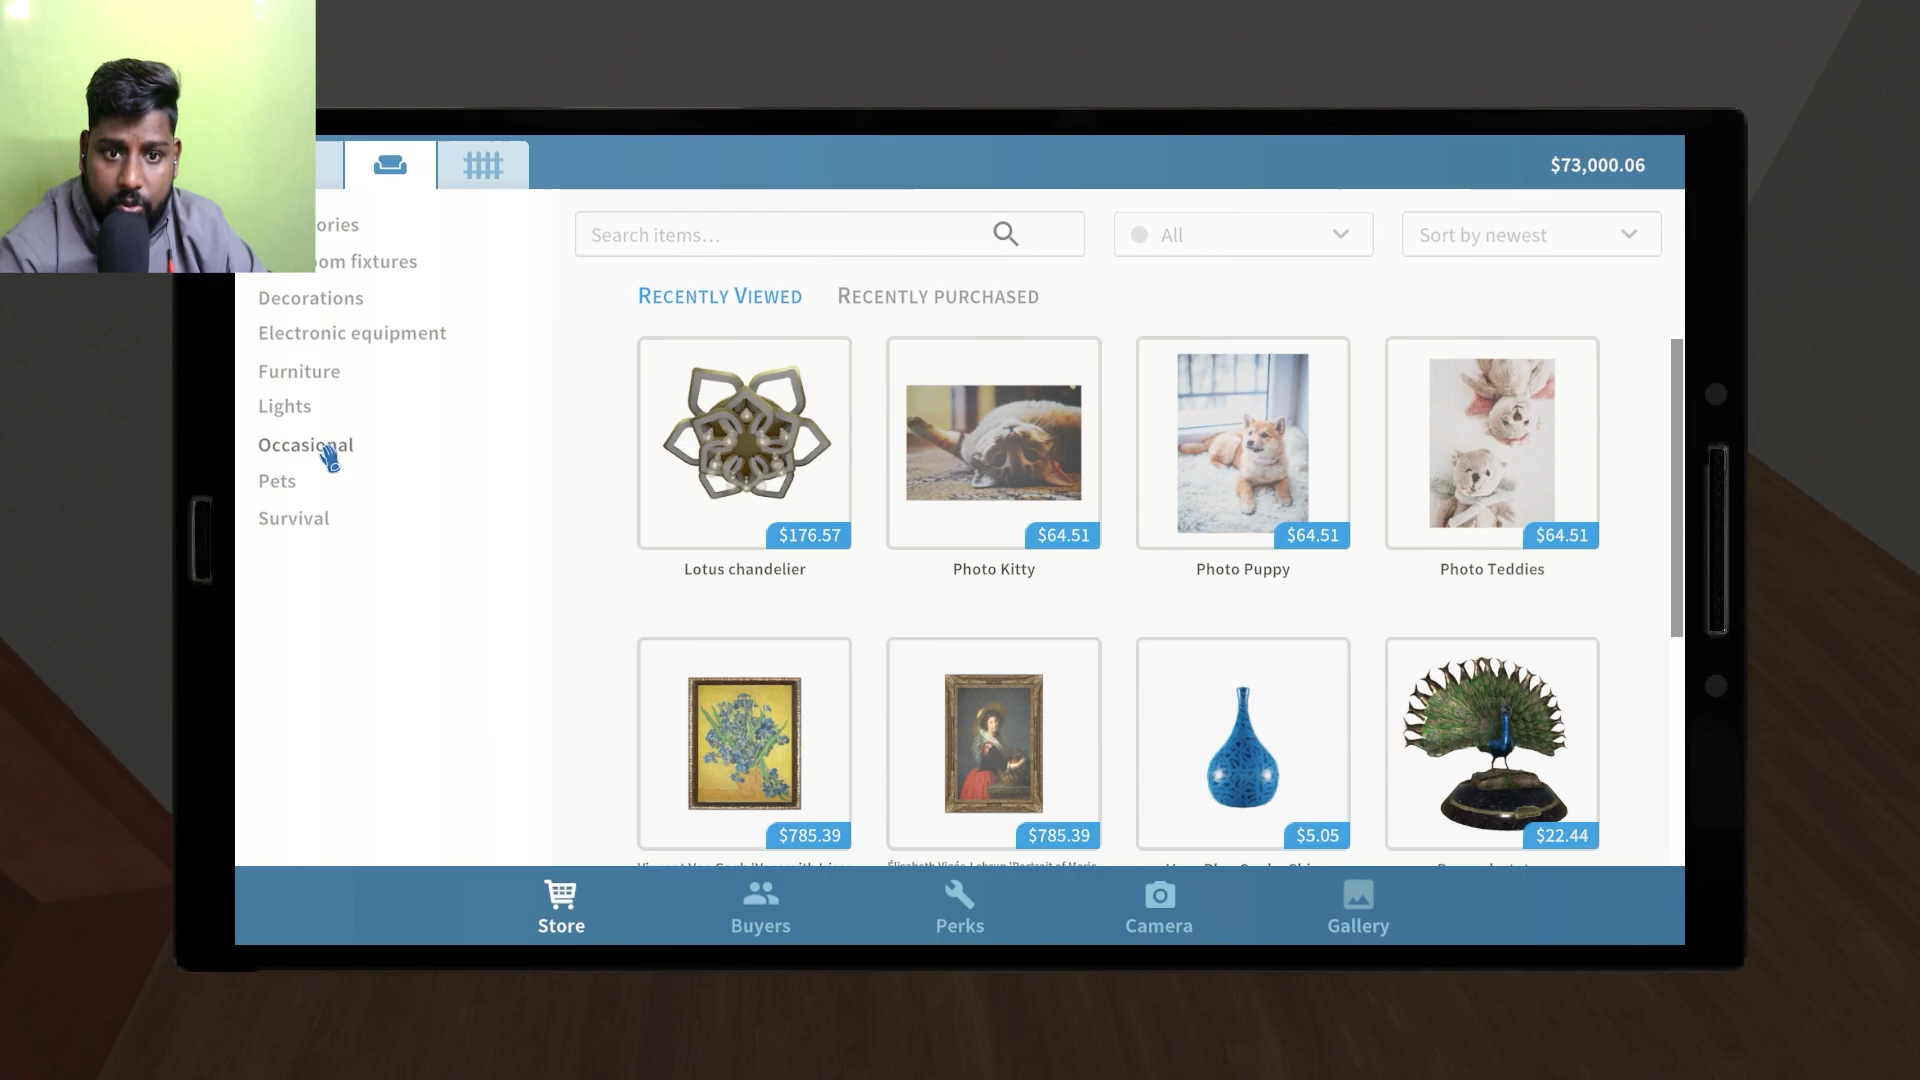 $73,000.06
ories
om fixtures
Decorations
Electronic equipment
Furniture
Lights
Occasional
Pets
Survival
Search items...
All
Sort by newest
RECENTLY VIEWED
RECENTLY PURCHASED
$176.57
$64.51
$64.51
$64.51
Lotus chandelier
Photo Kitty
Photo Puppy
Photo Teddies
$785.39
$785.39
$5.05
$22.44
Store
Buyers
Perks
Camera
Gallery